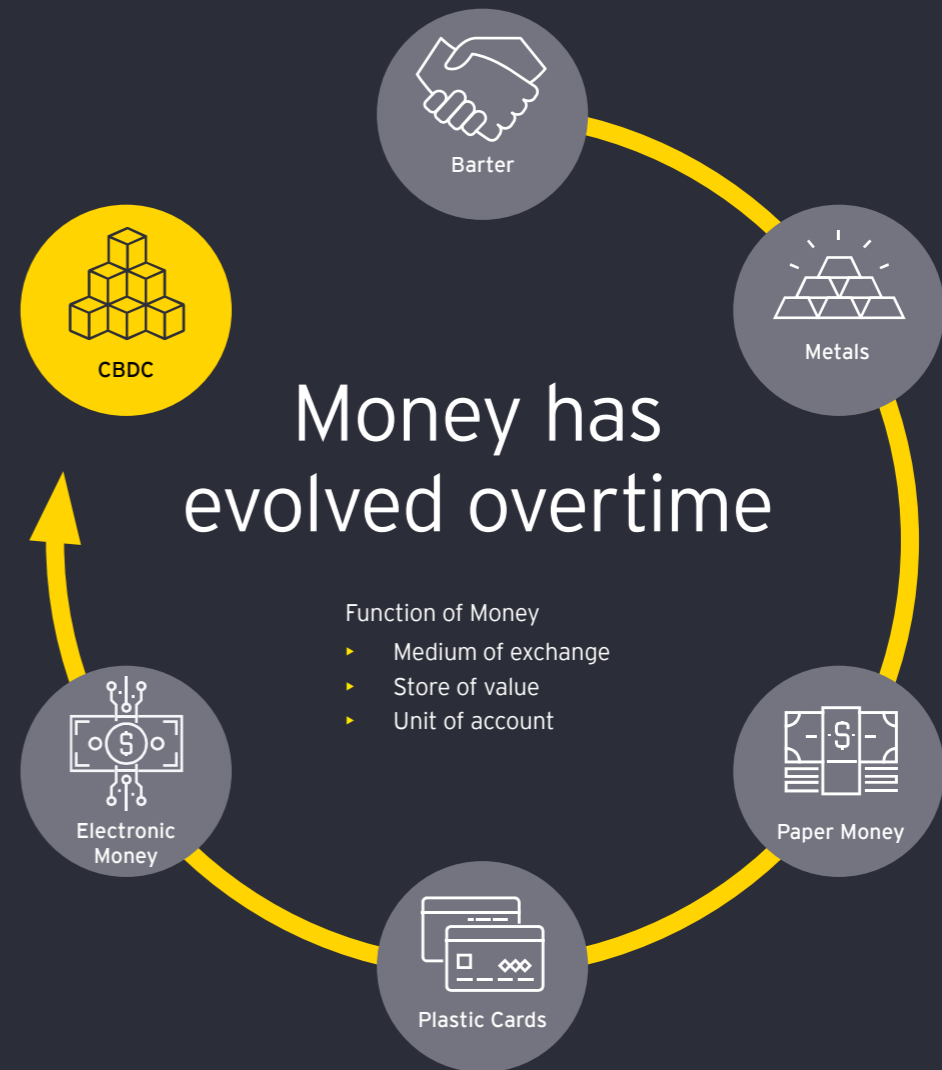 Barter
Metals
Paper Money
Plastic Cards
Electronic
Money
CBDC
Money has
evolved overtime
Function of Money
▸ Medium of exchange
▸ Store of value
▸ Unit of account
$
$